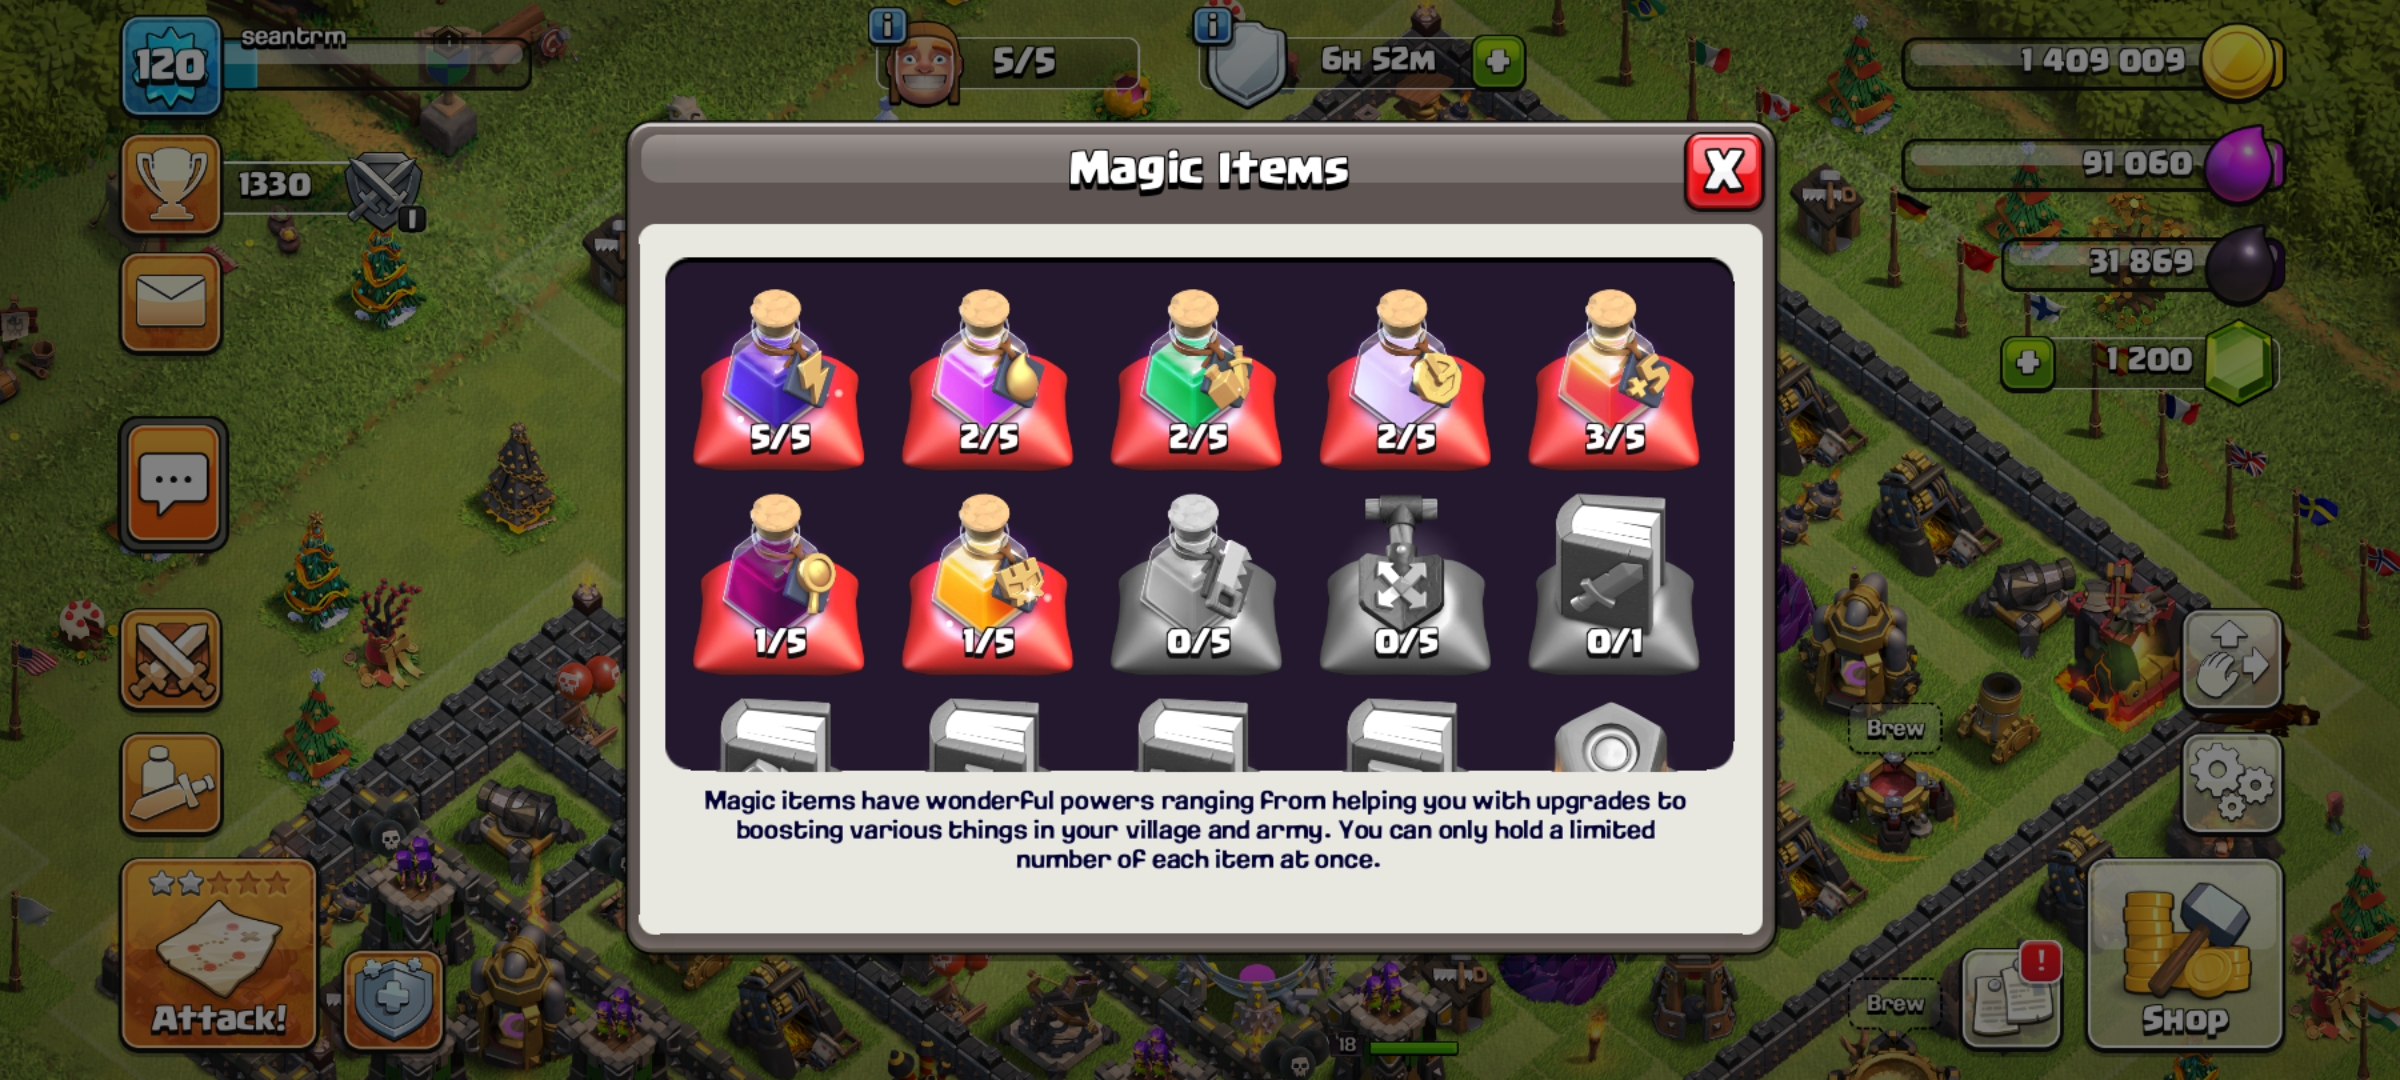 120
seantrm
5/5
6H 52M
1 409 009
1330
I
91 060
31 869
1 200
Magic Items
X
5/5
2/5
2/5
2/5
x5
3/5
1/5
1/5
0/5
0/5
0/1
Magic items have wonderful powers ranging from helping you with upgrades to
boosting various things in your village and army. You can only hold a limited
number of each item at once.
Brew
Attack!
Brew
!
Shop
18